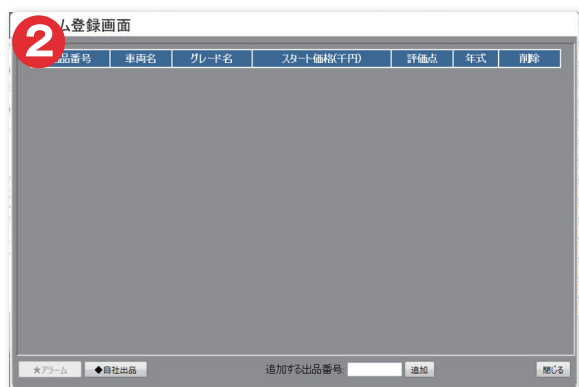 2
ム登録画面
品番号 車両名 グレード名 スタート価格(千円) 評価点 年式 削除
★アラーム ◆自社出品 追加する出品番号: 追加 閉じる